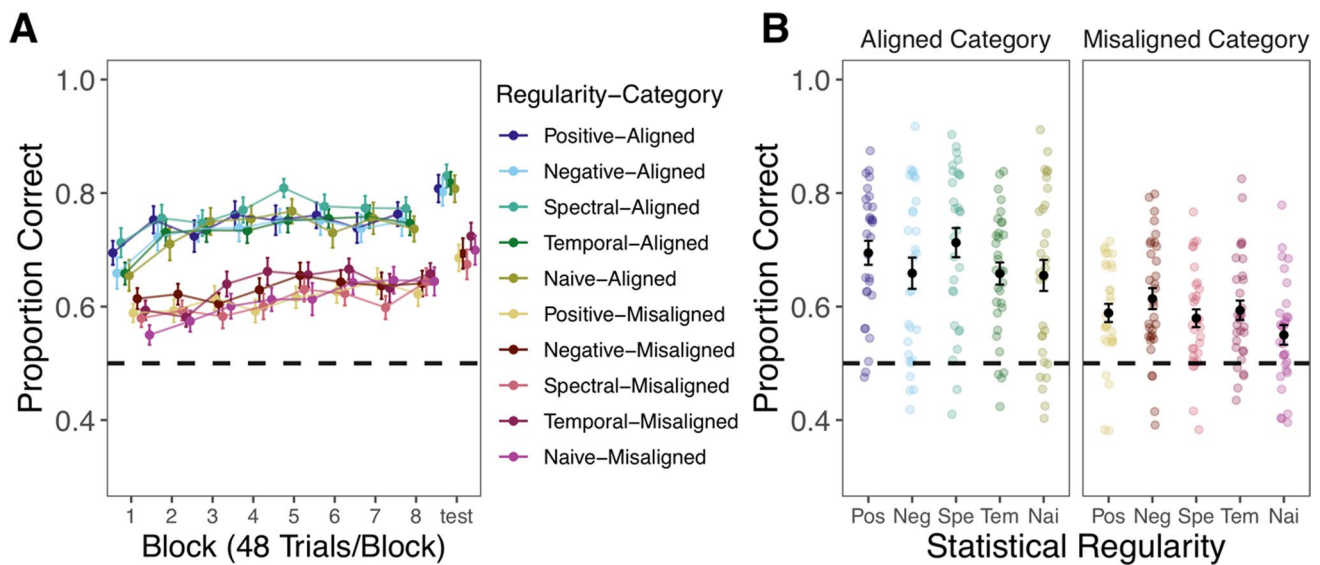 A
Proportion Correct
1.0
0.8
0.6
0.4
1 2 3 4 5 6 7 8 test
Block (48 Trials/Block)
Regularity−Category
Positive−Aligned
Negative−Aligned
Spectral−Aligned
Temporal−Aligned
Naive−Aligned
Positive−Misaligned
Negative−Misaligned
Spectral−Misaligned
Temporal−Misaligned
Naive−Misaligned
B
Aligned Category Misaligned Category
Proportion Correct
1.0
0.8
0.6
0.4
Pos Neg Spe Tem Nai Pos Neg Spe Tem Nai
Statistical Regularity